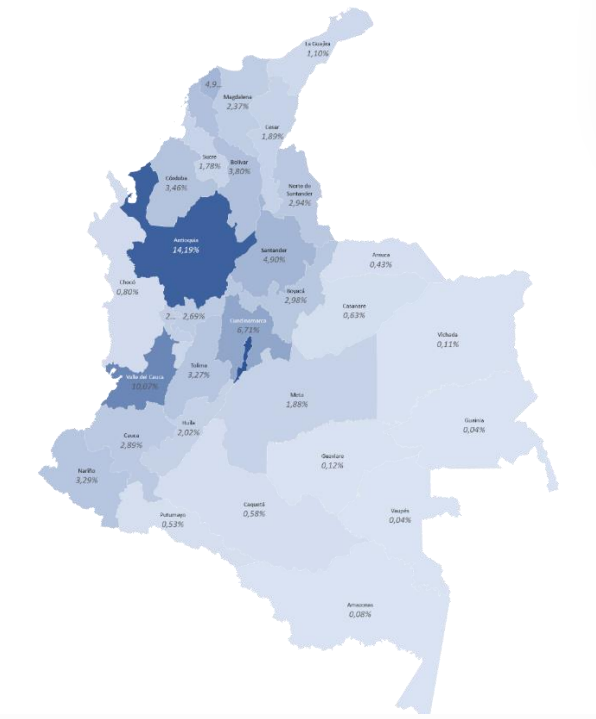 La Guajira
1,10%
4,9...
Magdalena
2,37%
Cesar
1,89%
Sucre
1,78%
Bolívar
3,80%
Córdoba
3,46%
Norte de
Santander
2,94%
Antioquia
14,19%
Santander
4,90%
Arauca
0,43%
Chocó
0,80%
Boyacá
2,98%
Casanare
0,63%
2... 2,69%
Cundinamarca
6,71%
Vichada
0,11%
Valle del Cauca
10,07%
Tolima
3,27%
Meta
1,88%
Huila
2,02%
Guainía
0,04%
Cauca
2,89%
Guaviare
0,12%
Nariño
3,29%
Caquetá
0,58%
Putumayo
0,53%
Vaupés
0,04%
Amazonas
0,08%